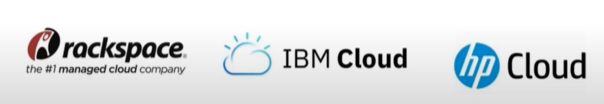 rackspace®
the #1 managed cloud company
IBM Cloud
hp Cloud